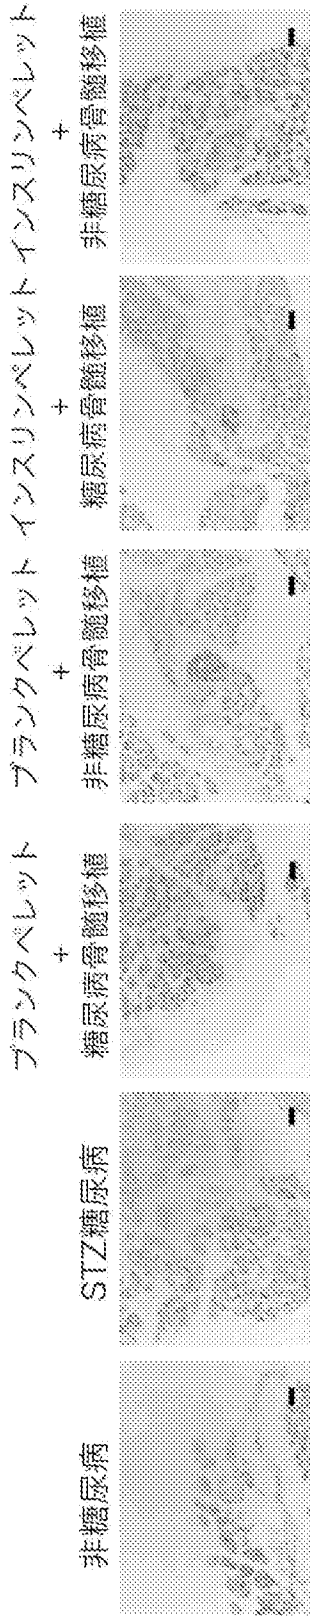 非糖尿病
STZ糖尿病
ブランクペレット
+
糖尿病骨髄移植
ブランクペレット
+
非糖尿病骨髄移植
インスリンペレット
+
糖尿病骨髄移植
インスリンペレット
+
非糖尿病骨髄移植